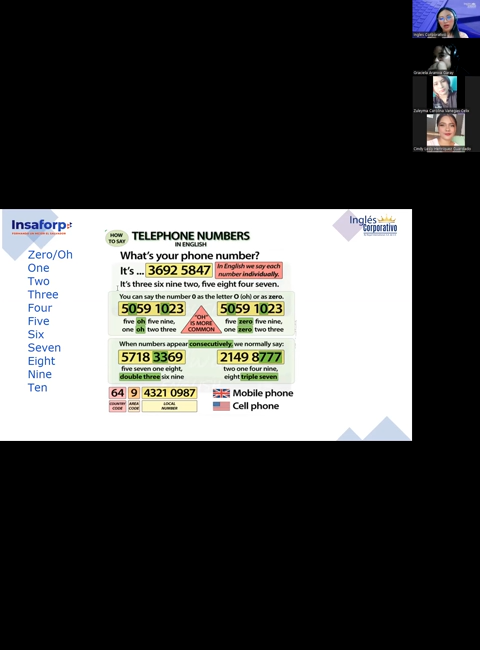 Inglés Corporativo
Insaforp
Inglés
Corporativo
Zero/Oh
One
Two
Three
Four
Five
Six
Seven
Eight
Nine
Ten
HOW
TO SAY
TELEPHONE NUMBERS
IN ENGLISH
What's your phone number?
It's ... 3692 5847
In English we say each
number individually.
It's three six nine two, five eight four seven.
You can say the number 0 as the letter O (oh) or as zero.
5059 1023
five oh five nine,
one oh two three
"OH"
IS MORE
COMMON
5059 1023
five zero five nine,
one zero two three
When numbers appear consecutively, we normally say:
5718 3369
five seven one eight,
double three six nine
2149 8777
two one four nine,
eight triple seven
64 9 4321 0987
COUNTRY
CODE
AREA
CODE
LOCAL
NUMBER
Mobile phone
Cell phone